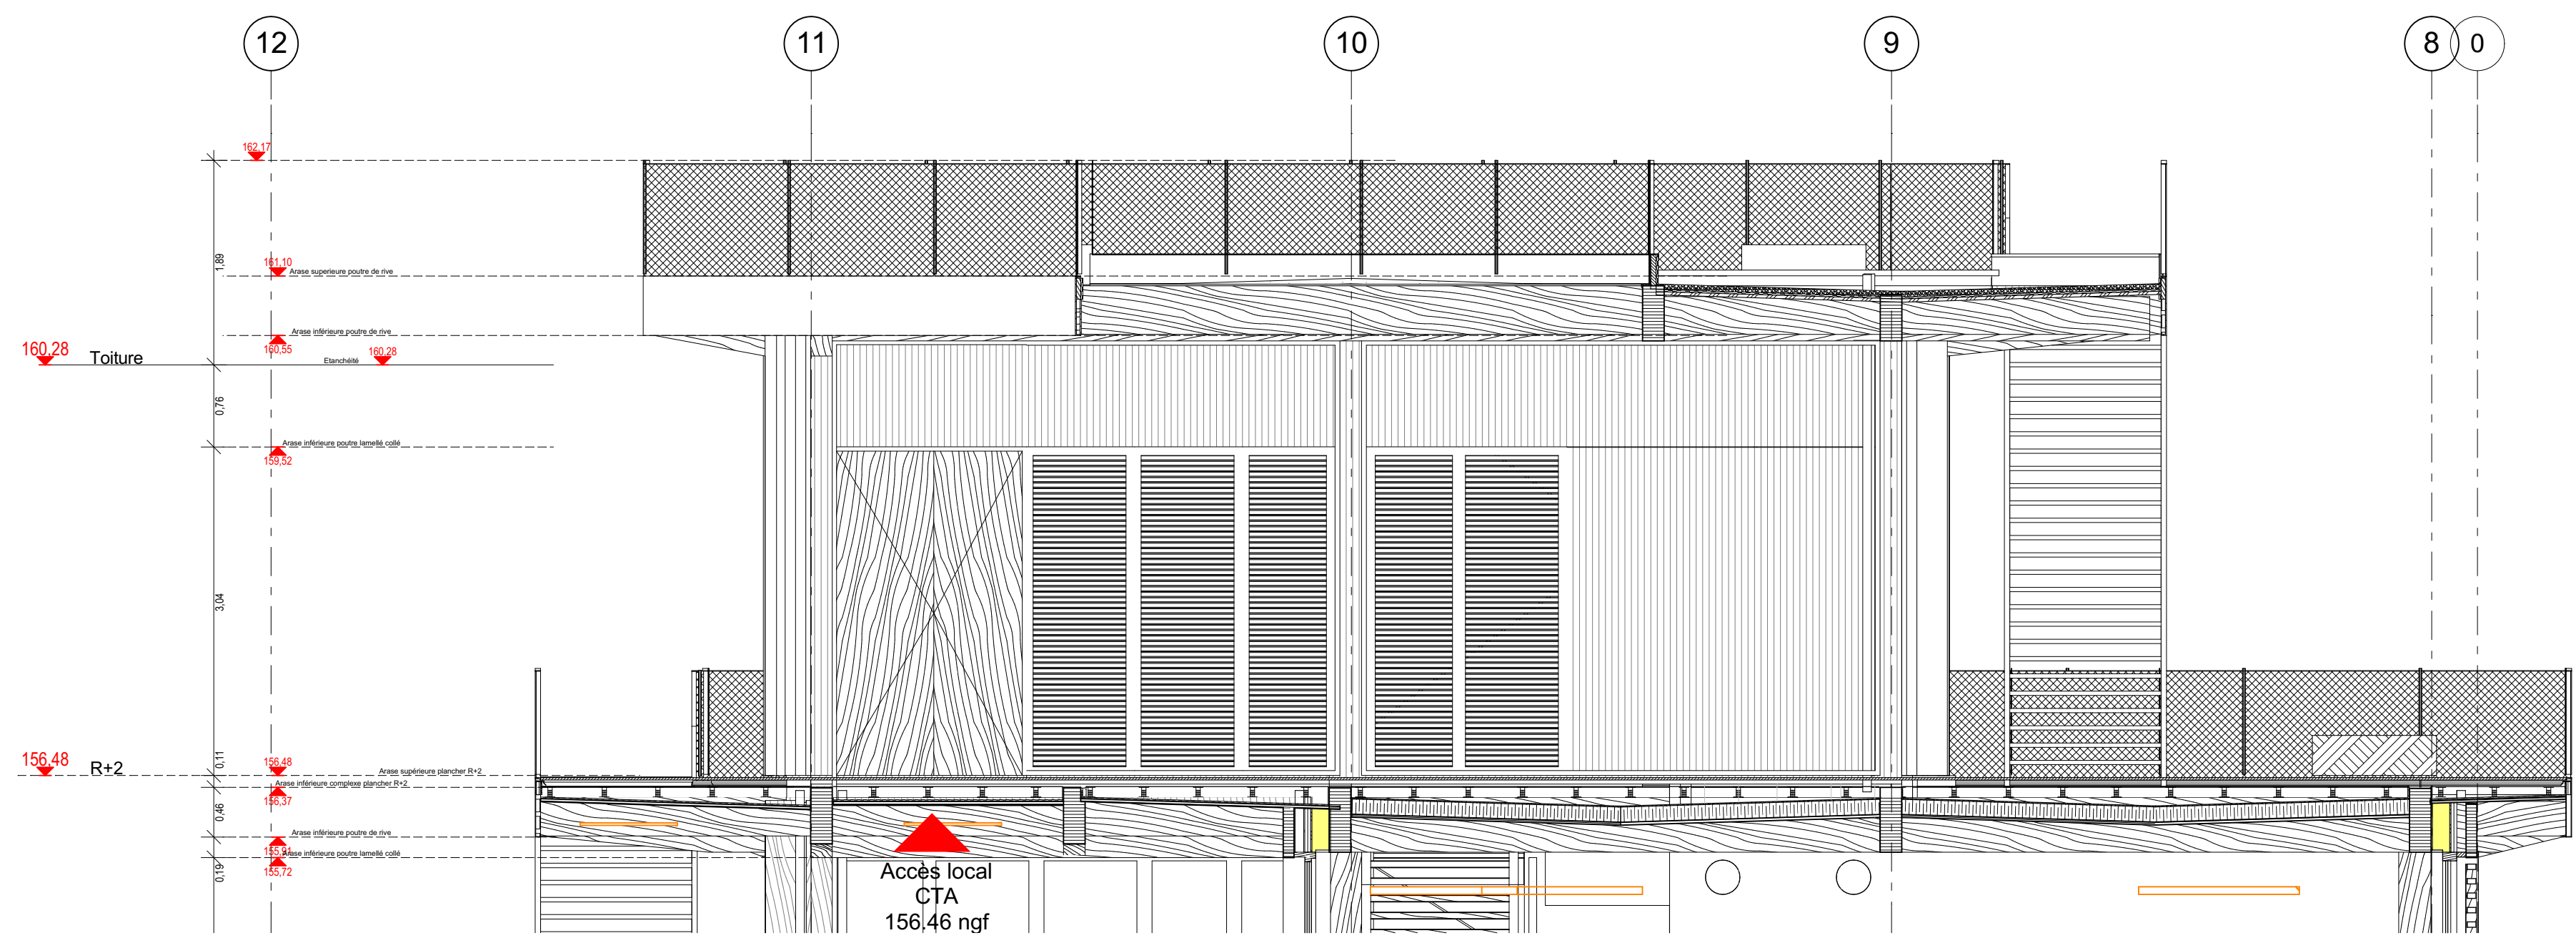 12
11
10
9
8
0
162,17
1,89
161,10
Arase superieure poutre de rive
Arase inférieure poutre de rive
160,55
160.28
Toiture
Etanchéité
160.28
0,76
Arase inférieure poutre lamellé collé
159,52
3,04
0,11
156.48
R+2
156,48
Arase supérieure plancher R+2
Arase inférieure complexe plancher R+2
156,37
0,46
Arase inférieure poutre de rive
155,91
Arase inférieure poutre lamellé collé
155,72
0,19
Accès local
CTA
156.46 ngf